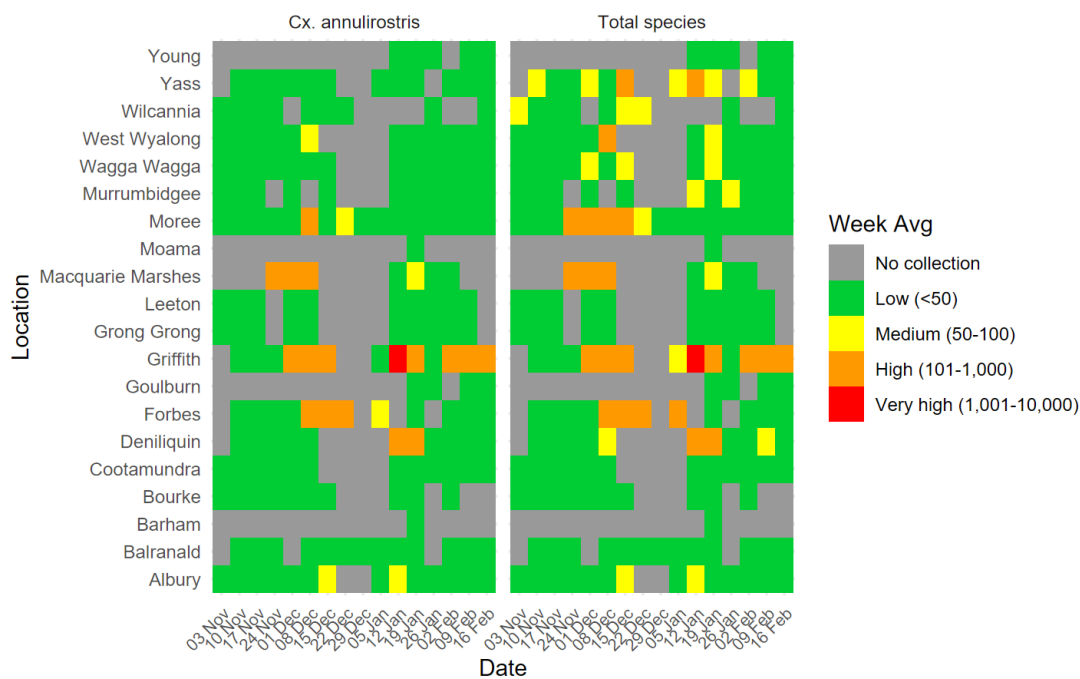 Cx. annulirostris
Total species
Location
Young
Yass
Wilcannia
West Wyalong
Wagga Wagga
Murrumbidgee
Moree
Moama
Macquarie Marshes
Leeton
Grong Grong
Griffith
Goulburn
Forbes
Deniliquin
Cootamundra
Bourke
Barham
Balranald
Albury
03 Nov
10 Nov
17 Nov
24 Nov
01 Dec
08 Dec
15 Dec
22 Dec
29 Dec
05 Jan
12 Jan
19 Jan
26 Jan
02 Feb
09 Feb
16 Feb
03 Nov
10 Nov
17 Nov
24 Nov
01 Dec
08 Dec
15 Dec
22 Dec
29 Dec
05 Jan
12 Jan
19 Jan
26 Jan
02 Feb
09 Feb
16 Feb
Date
Week Avg
No collection
Low (<50)
Medium (50-100)
High (101-1,000)
Very high (1,001-10,000)